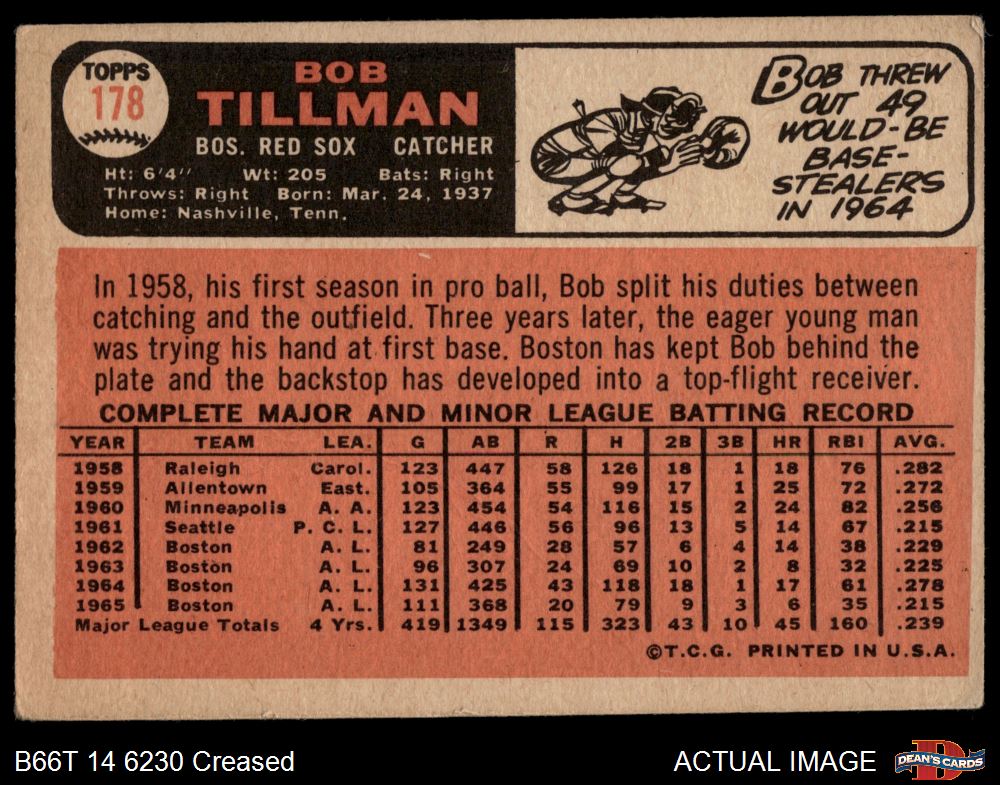 TOPPS
178
BOB
TILLMAN
BOS. RED SOX CATCHER
Ht: 6'4" Wt: 205 Bats: Right
Throws: Right Born: Mar. 24, 1937
Home: Nashville, Tenn.
BOB THREW
OUT 49
WOULD-BE
BASE-
STEALERS
IN 1964
In 1958, his first season in pro ball, Bob split his duties between
catching and the outfield. Three years later, the eager young man
was trying his hand at first base. Boston has kept Bob behind the
plate and the backstop has developed into a top-flight receiver.
COMPLETE MAJOR AND MINOR LEAGUE BATTING RECORD
YEAR TEAM LEA. G AB R H 2B 3B HR RBI AVG.
1958 Raleigh Carol. 123 447 58 126 18 1 18 76 .282
1959 Allentown East. 105 364 55 99 17 1 25 72 .272
1960 Minneapolis A. A. 123 454 54 116 15 2 24 82 .256
1961 Seattle P. C. L. 127 446 56 96 13 5 14 67 .215
1962 Boston A. L. 81 249 28 57 6 4 14 38 .229
1963 Boston A. L. 96 307 24 69 10 2 8 32 .225
1964 Boston A. L. 131 425 43 118 18 1 17 61 .278
1965 Boston A. L. 111 368 20 79 9 3 6 35 .215
Major League Totals 4 Yrs. 419 1349 115 323 43 10 45 160 .239
©T.C.G. PRINTED IN U.S.A.
B66T 14 6230 Creased
ACTUAL IMAGE
D
DEAN'S CARDS